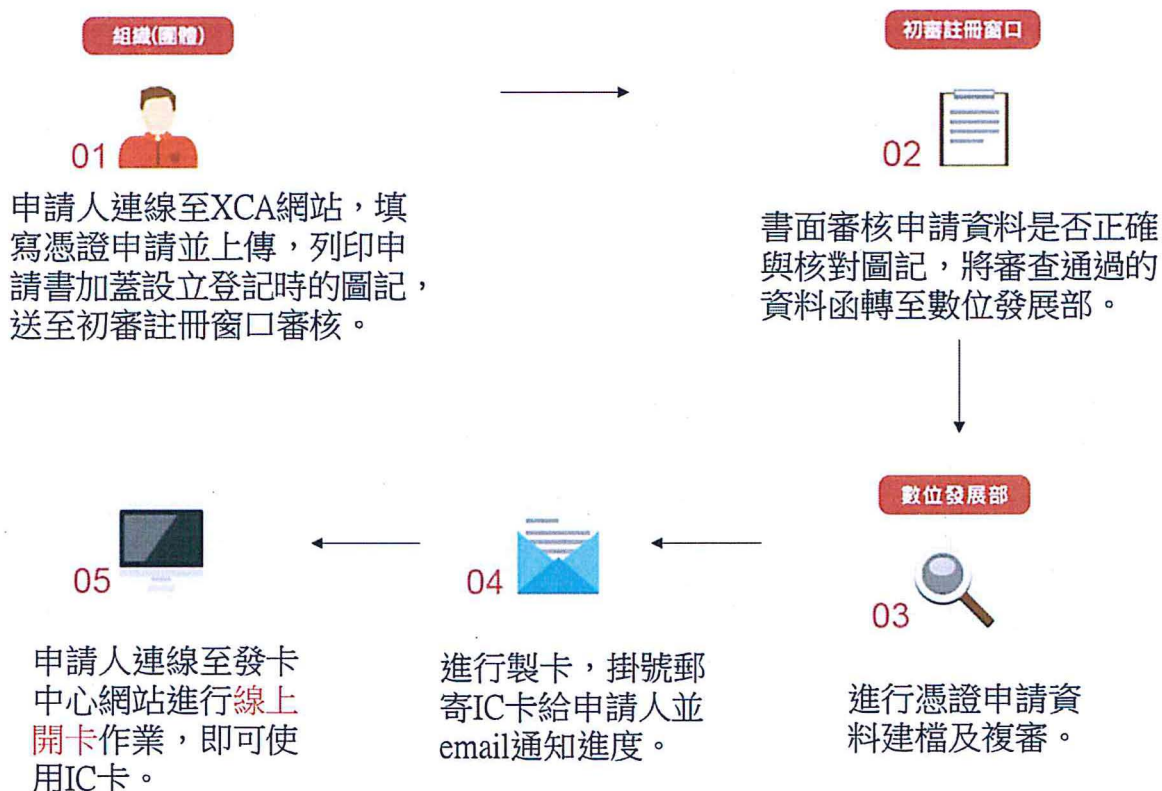 組織(團體)
01
申請人連線至XCA網站，填
寫憑證申請並上傳，列印申
請書加蓋設立登記時的圖記，
送至初審註冊窗口審核。
初審註冊窗口
02
書面審核申請資料是否正確
與核對圖記，將審查通過的
資料函轉至數位發展部。
數位發展部
03
進行憑證申請資
料建檔及複審。
04
進行製卡，掛號郵
寄IC卡給申請人並
email通知進度。
05
申請人連線至發卡
中心網站進行線上
開卡作業，即可使
用IC卡。